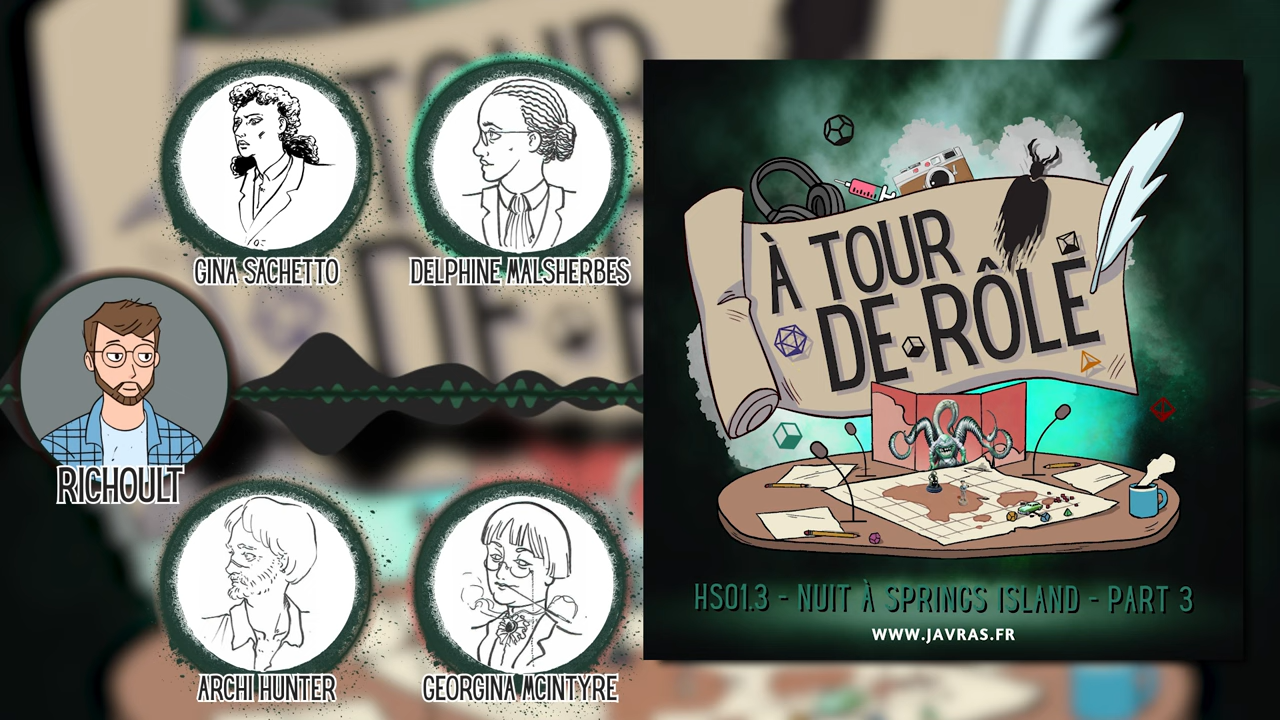 GINA SACHETTO
DELPHINE MALSHERBES
RICHOULT
ARCHI HUNTER
GEORGINA MCINTYRE
À TOUR
DE RÔLE
HS01.3 - NUIT À SPRINGS ISLAND - PART 3
WWW.JAVRAS.FR